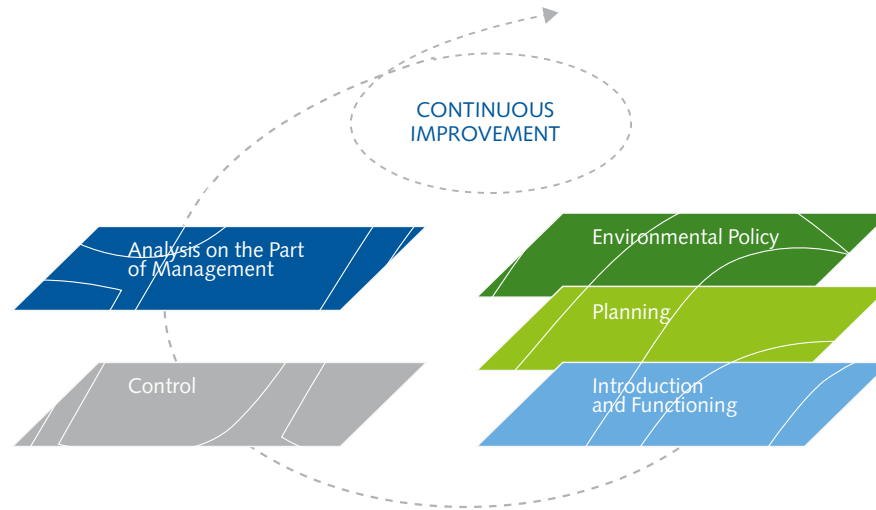 CONTINUOUS
IMPROVEMENT
Analysis on the Part
of Management
Environmental Policy
Planning
Control
Introduction
and Functioning